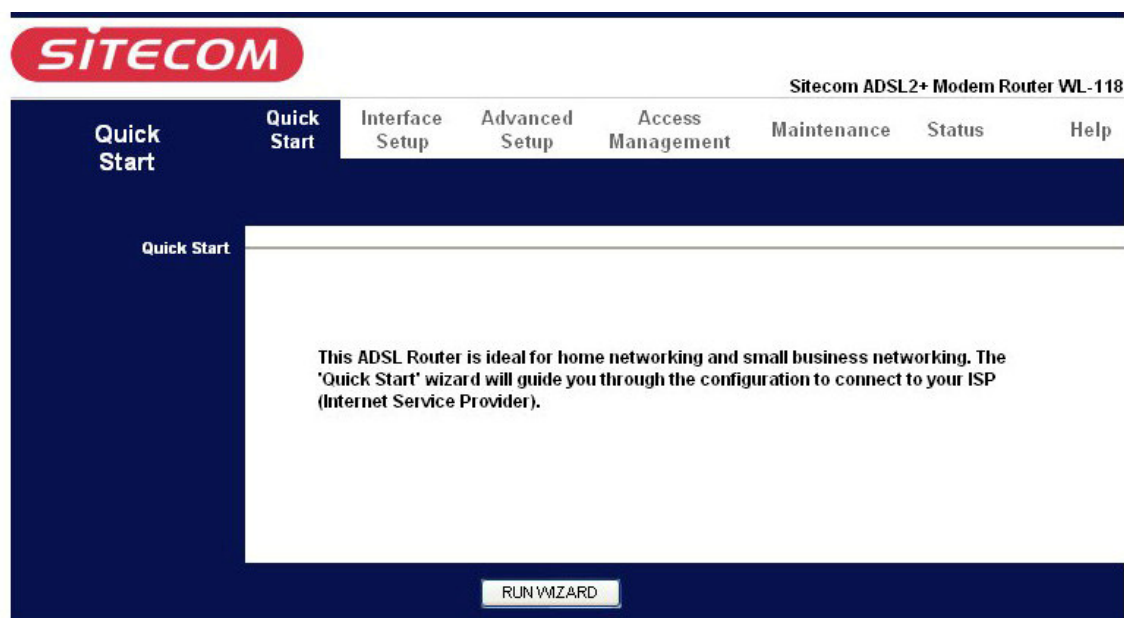 SITECOM
Sitecom ADSL2+ Modem Router WL-118
Quick Start
Quick Start
Interface Setup
Advanced Setup
Access Management
Maintenance
Status
Help
Quick Start
This ADSL Router is ideal for home networking and small business networking. The
'Quick Start' wizard will guide you through the configuration to connect to your ISP
(Internet Service Provider).
RUN WIZARD